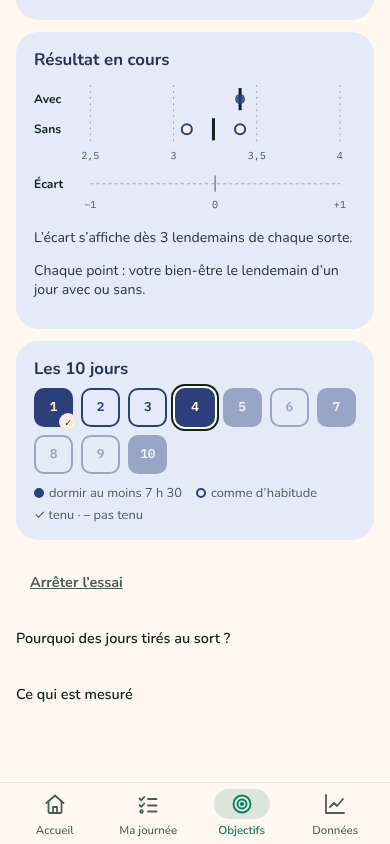 Résultat en cours
Avec
Sans
2,5 3 3,5 4
Écart
−1 0 +1
L’écart s’affiche dès 3 lendemains de chaque sorte.
Chaque point : votre bien-être le lendemain d’un
jour avec ou sans.
Les 10 jours
1 ✓ 2 3 4 5 6 7
8 9 10
dormir au moins 7 h 30 comme d’habitude
✓ tenu · – pas tenu
Arrêter l’essai
Pourquoi des jours tirés au sort ?
Ce qui est mesuré
Accueil Ma journée Objectifs Données